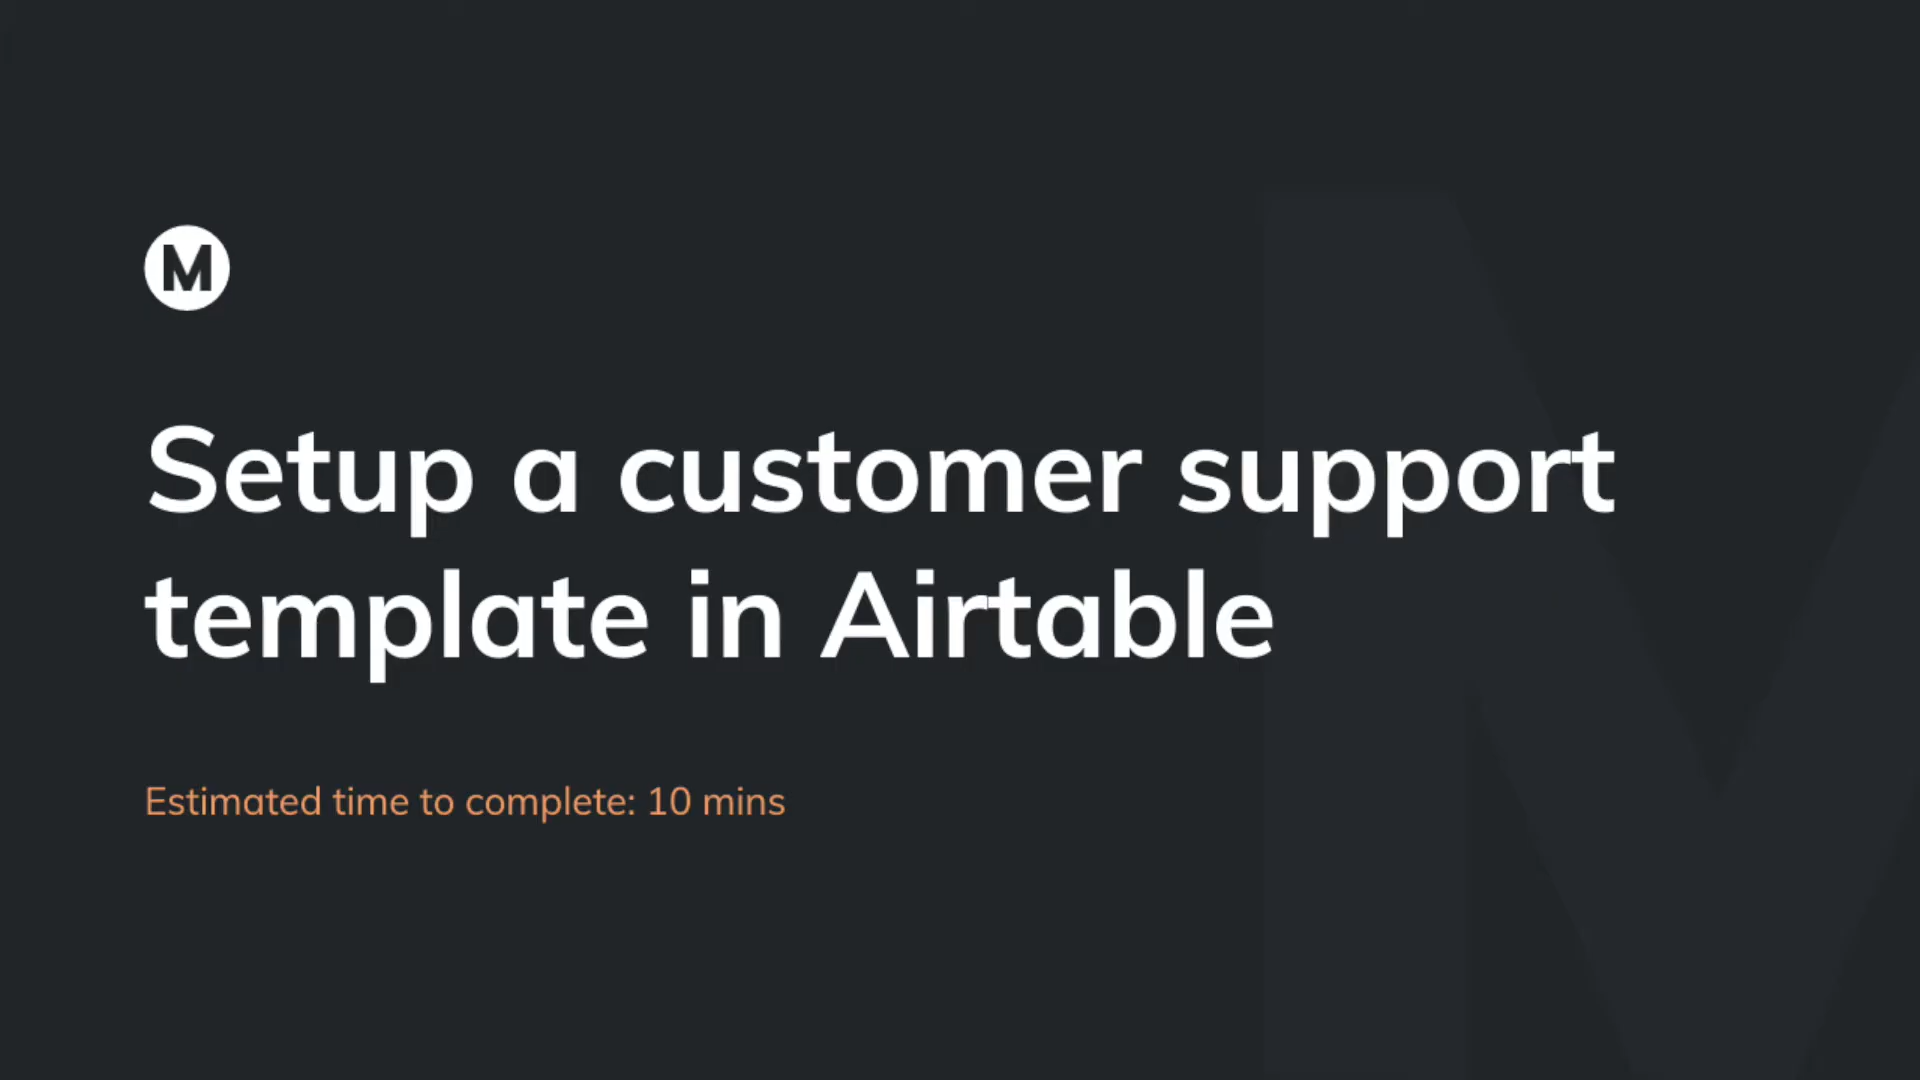 M
Setup a customer support
template in Airtable
Estimated time to complete: 10 mins